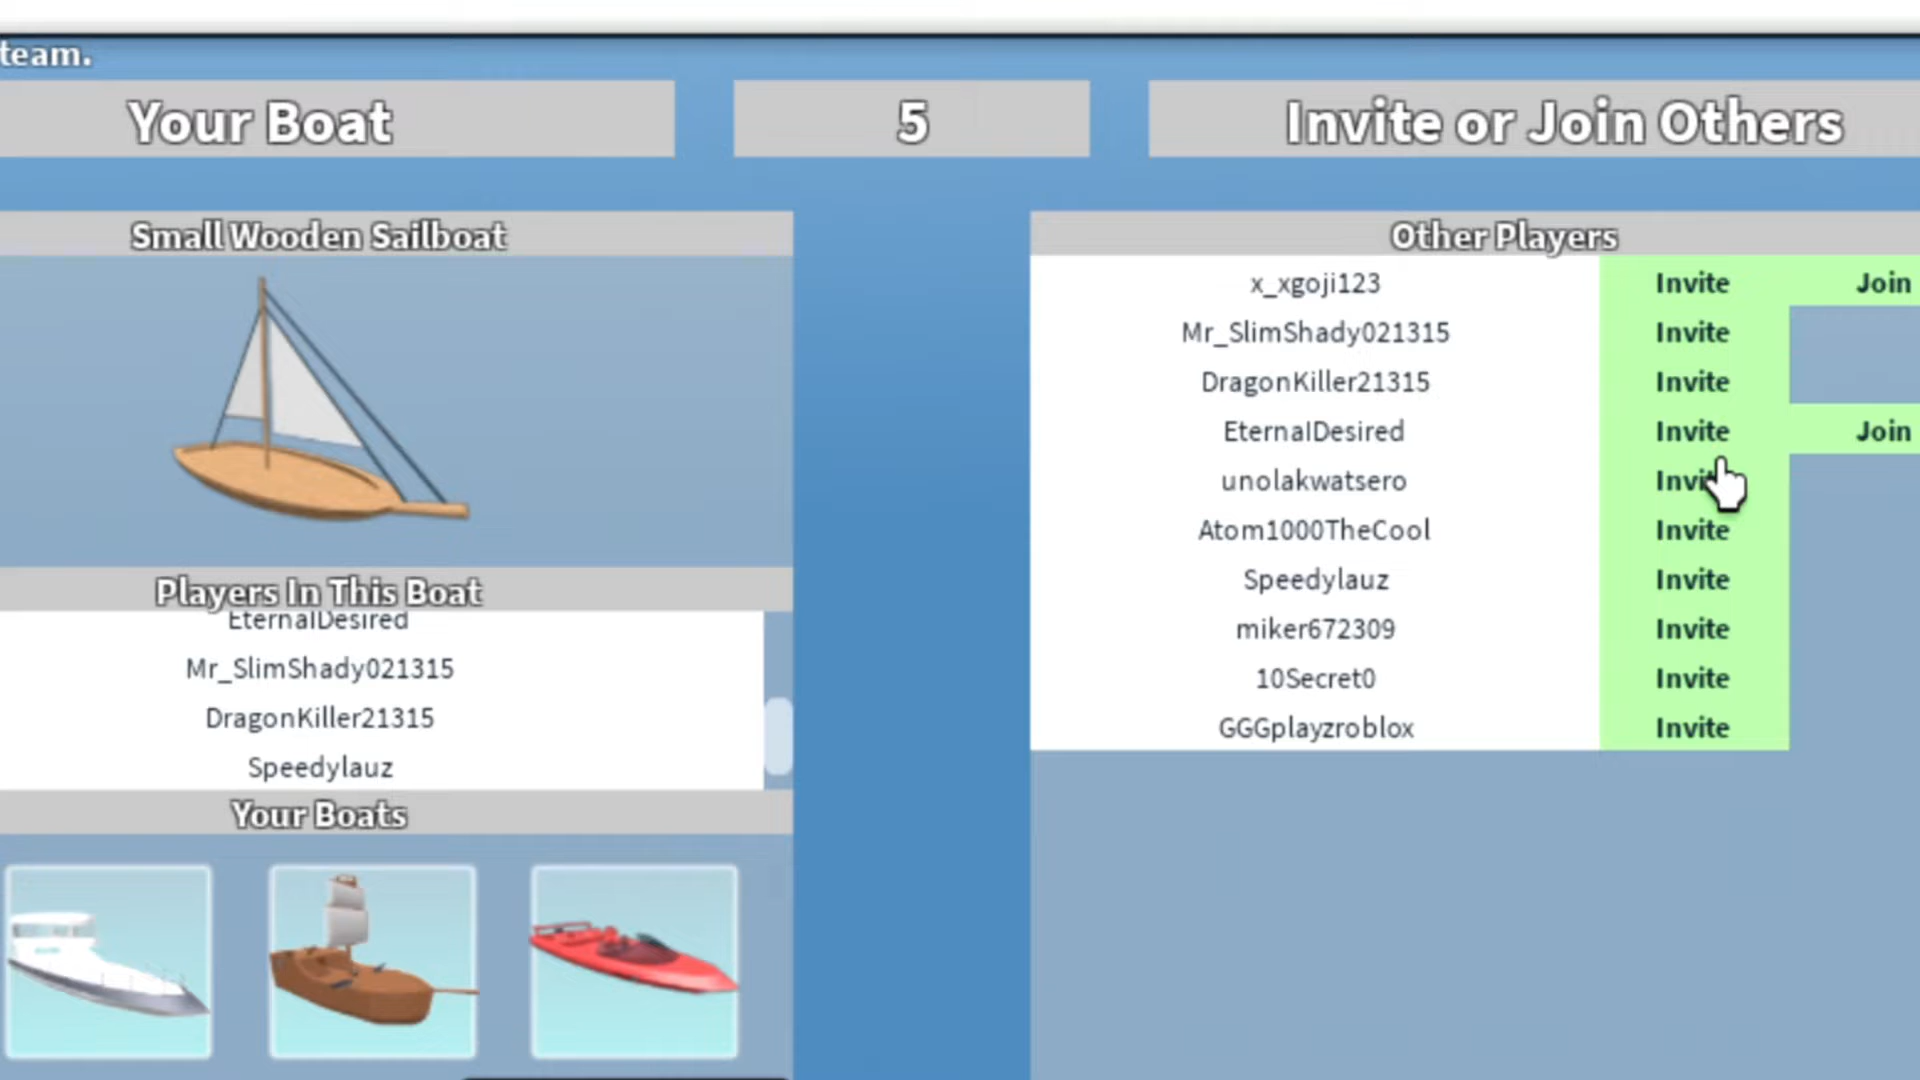 team.
Your Boat
5
Invite or Join Others
Small Wooden Sailboat
Players In This Boat
EternalDesired
Mr_SlimShady021315
DragonKiller21315
Speedylauz
Your Boats
Other Players
x_xgoji123 Invite Join
Mr_SlimShady021315 Invite
DragonKiller21315 Invite
EternalDesired Invite Join
unolakwatsero Invite
Atom1000TheCool Invite
Speedylauz Invite
miker672309 Invite
10Secret0 Invite
GGGplayzroblox Invite